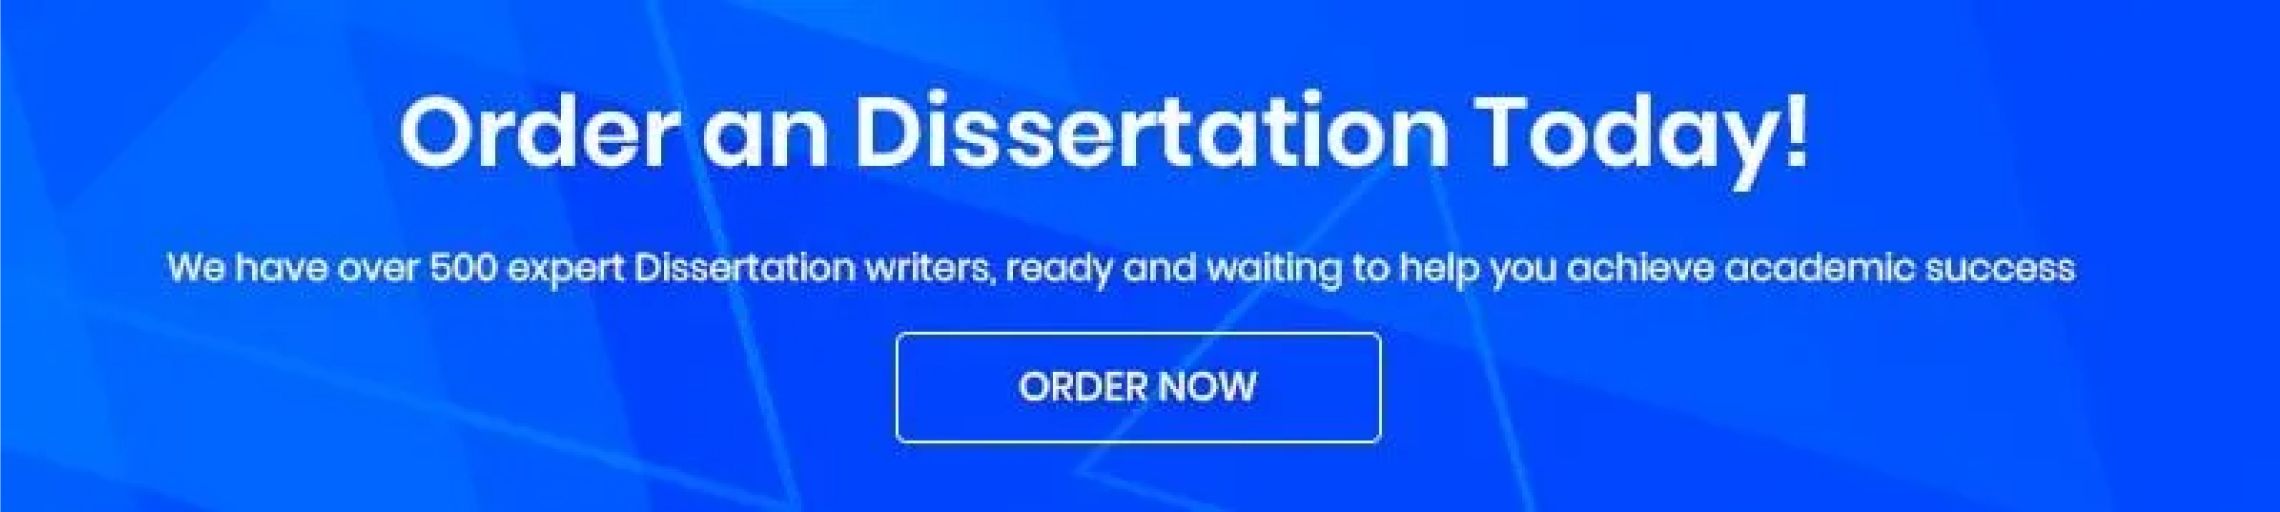 Order an Dissertation Today!
We have over 500 expert Dissertation writers, ready and waiting to help you achieve academic success
ORDER NOW